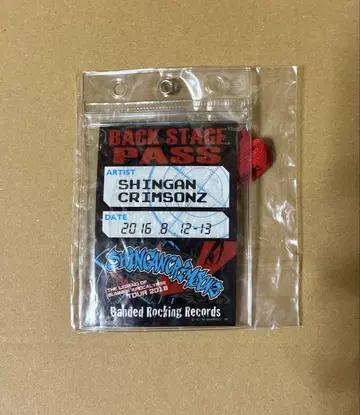 BACK STAGE
PASS
ARTIST
SHINGAN
CRIMSONZ
DATE
2016 8 12-13
SHINGANCRIMSONZ
THE LEGEND OF
TOUR 2016
Banded Rocking Records